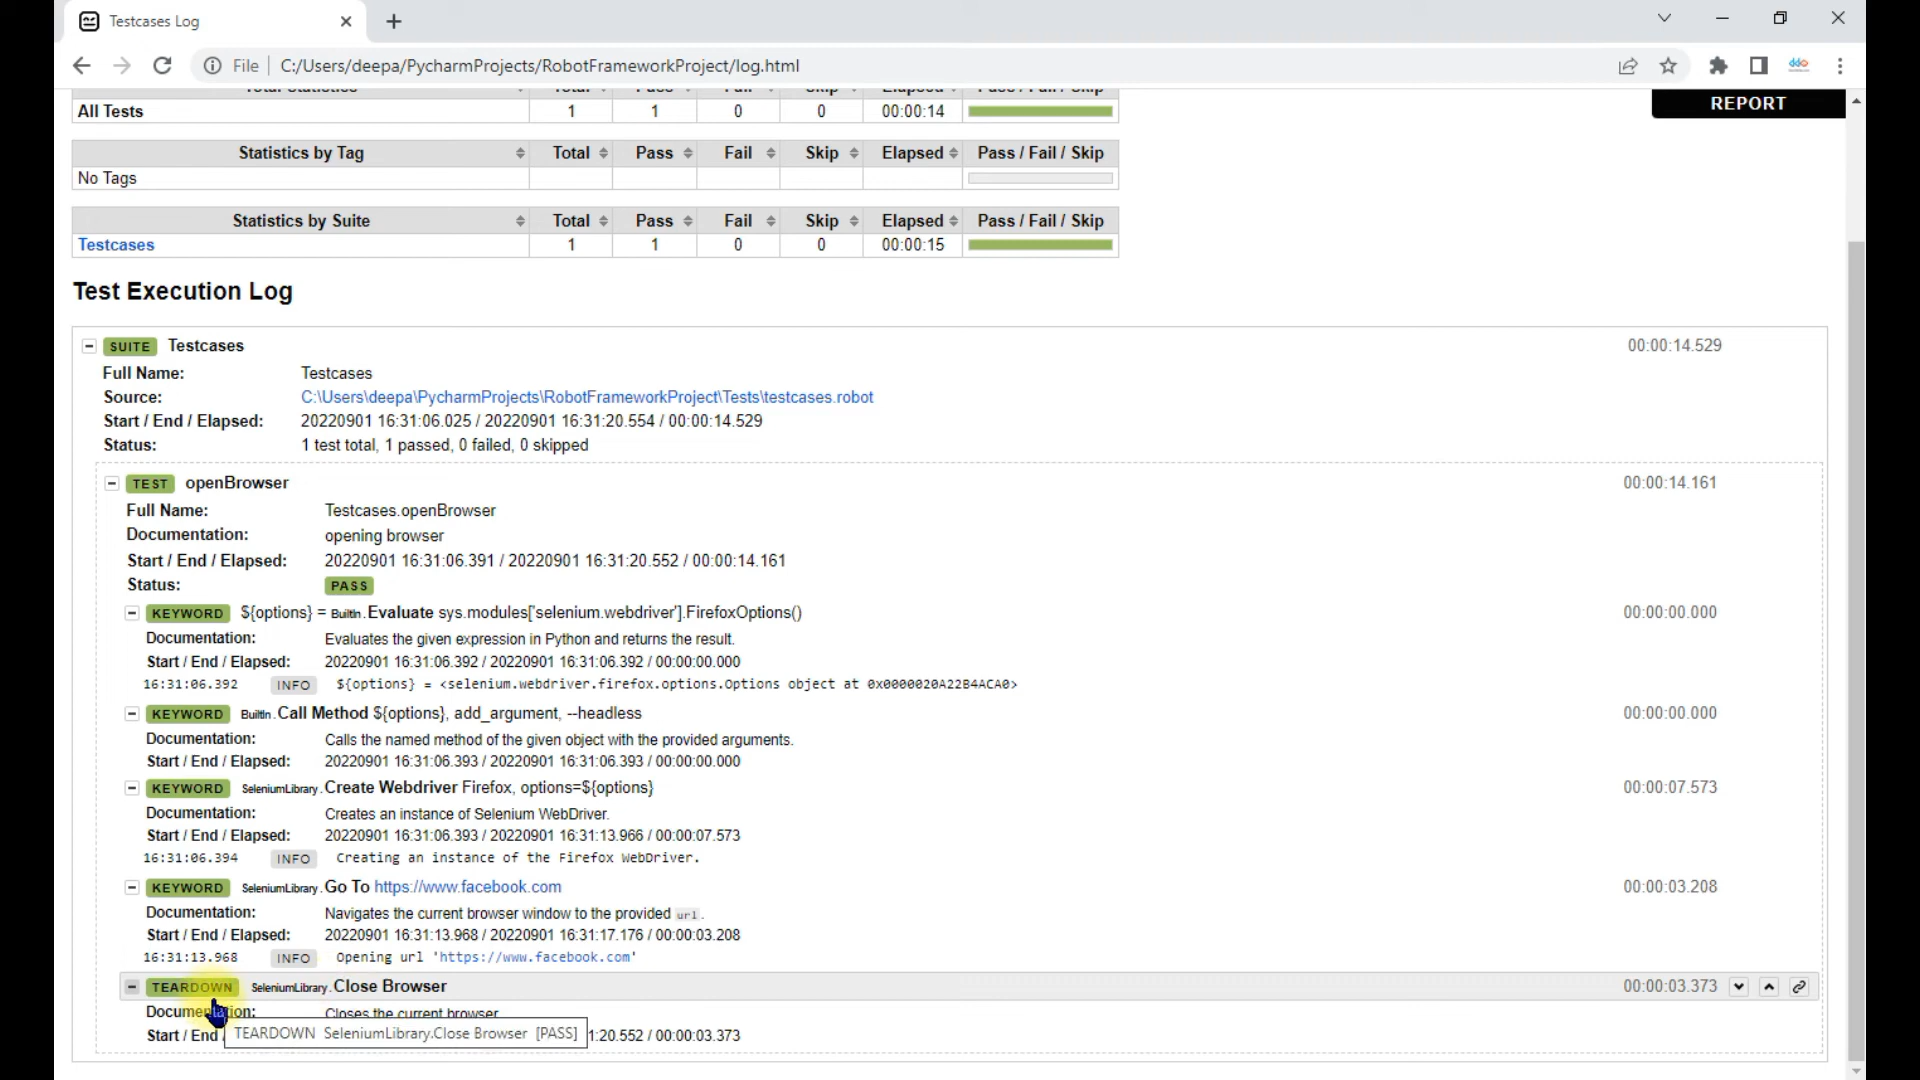 Testcases Log
File C:/Users/deepa/PycharmProjects/RobotFrameworkProject/log.html
REPORT
Total Statistics Total Pass Fail Skip Elapsed Pass / Fail / Skip
All Tests 1 1 0 0 00:00:14
Statistics by Tag Total Pass Fail Skip Elapsed Pass / Fail / Skip
No Tags
Statistics by Suite Total Pass Fail Skip Elapsed Pass / Fail / Skip
Testcases 1 1 0 0 00:00:15
Test Execution Log
SUITE Testcases 00:00:14.529
Full Name: Testcases
Source: C:\Users\deepa\PycharmProjects\RobotFrameworkProject\Tests\testcases.robot
Start / End / Elapsed: 20220901 16:31:06.025 / 20220901 16:31:20.554 / 00:00:14.529
Status: 1 test total, 1 passed, 0 failed, 0 skipped
TEST openBrowser 00:00:14.161
Full Name: Testcases.openBrowser
Documentation: opening browser
Start / End / Elapsed: 20220901 16:31:06.391 / 20220901 16:31:20.552 / 00:00:14.161
Status: PASS
KEYWORD ${options} = BuiltIn.Evaluate sys.modules['selenium.webdriver'].FirefoxOptions() 00:00:00.000
Documentation: Evaluates the given expression in Python and returns the result.
Start / End / Elapsed: 20220901 16:31:06.392 / 20220901 16:31:06.392 / 00:00:00.000
16:31:06.392 INFO ${options} = <selenium.webdriver.firefox.options.Options object at 0x0000020A22B4ACA0>
KEYWORD BuiltIn.Call Method ${options}, add_argument, --headless 00:00:00.000
Documentation: Calls the named method of the given object with the provided arguments.
Start / End / Elapsed: 20220901 16:31:06.393 / 20220901 16:31:06.393 / 00:00:00.000
KEYWORD SeleniumLibrary.Create Webdriver Firefox, options=${options} 00:00:07.573
Documentation: Creates an instance of Selenium WebDriver.
Start / End / Elapsed: 20220901 16:31:06.393 / 20220901 16:31:13.966 / 00:00:07.573
16:31:06.394 INFO Creating an instance of the Firefox WebDriver.
KEYWORD SeleniumLibrary.Go To https://www.facebook.com 00:00:03.208
Documentation: Navigates the current browser window to the provided url.
Start / End / Elapsed: 20220901 16:31:13.968 / 20220901 16:31:17.176 / 00:00:03.208
16:31:13.968 INFO Opening url 'https://www.facebook.com'
TEARDOWN SeleniumLibrary.Close Browser 00:00:03.373
Documentation: Closes the current browser
Start / End 1:20.552 / 00:00:03.373
TEARDOWN SeleniumLibrary.Close Browser [PASS]